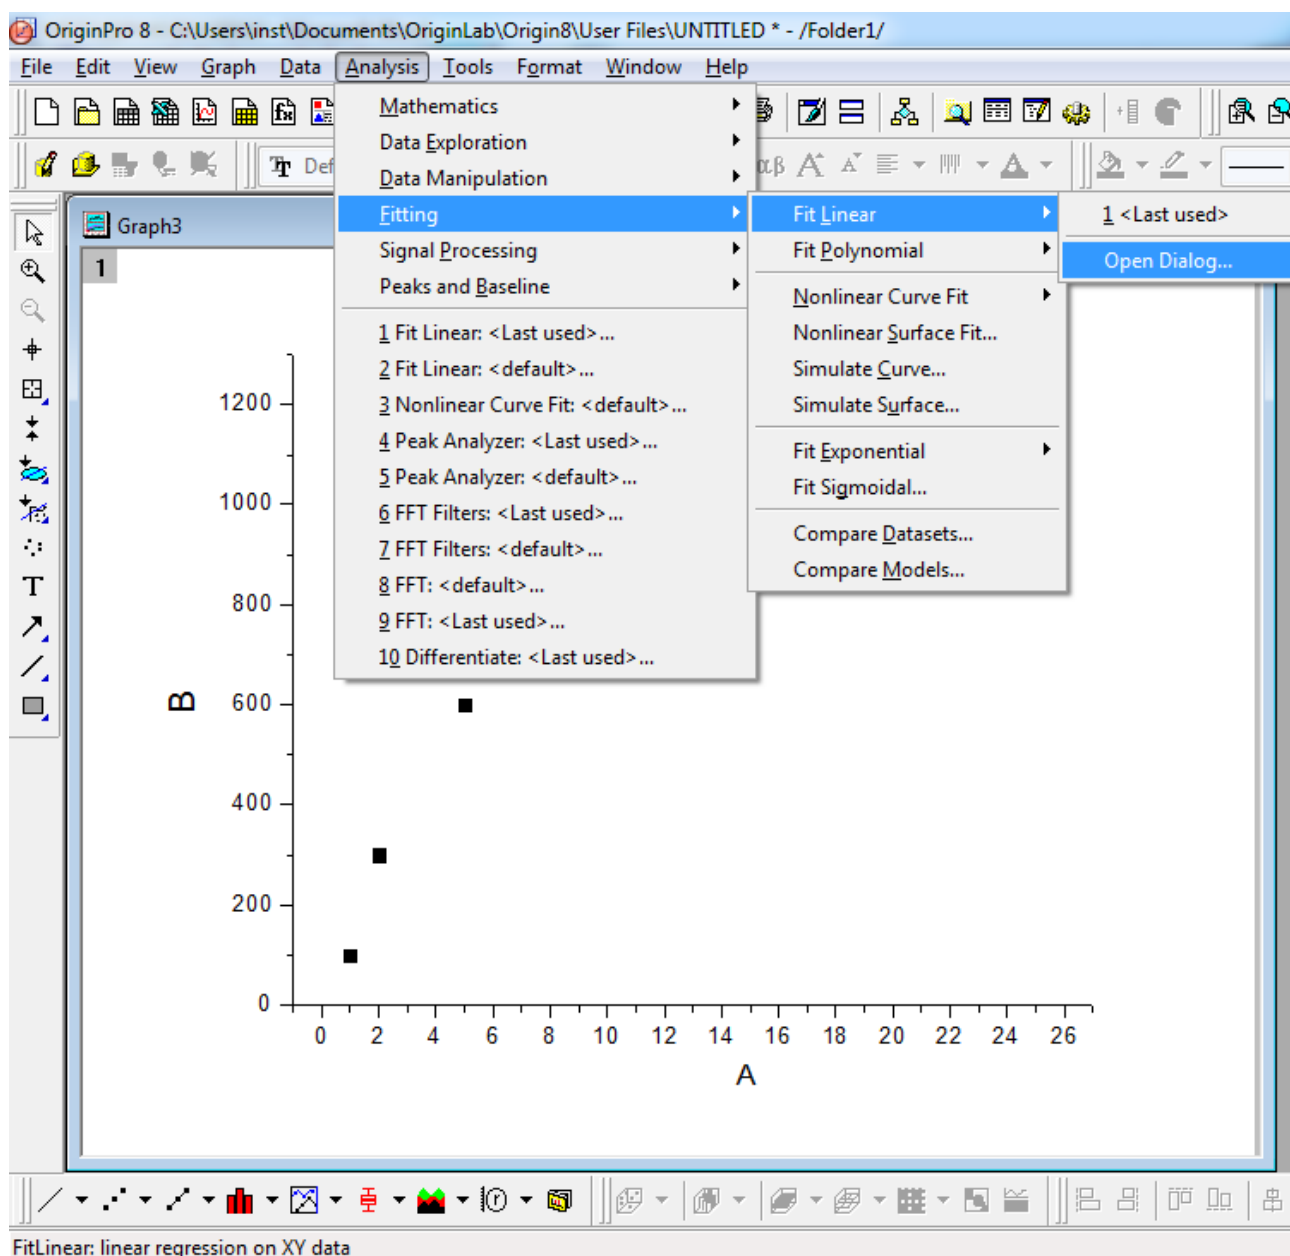 OriginPro 8 - C:\Users\inst\Documents\OriginLab\Origin8\User Files\UNTITLED * - /Folder1/
File Edit View Graph Data Analysis Tools Format Window Help
Mathematics
Data Exploration
Data Manipulation
Fitting
Signal Processing
Peaks and Baseline
1 Fit Linear: <Last used>...
2 Fit Linear: <default>...
3 Nonlinear Curve Fit: <default>...
4 Peak Analyzer: <Last used>...
5 Peak Analyzer: <default>...
6 FFT Filters: <Last used>...
7 FFT Filters: <default>...
8 FFT: <default>...
9 FFT: <Last used>...
10 Differentiate: <Last used>...
Fit Linear
Fit Polynomial
Nonlinear Curve Fit
Nonlinear Surface Fit...
Simulate Curve...
Simulate Surface...
Fit Exponential
Fit Sigmoidal...
Compare Datasets...
Compare Models...
1 <Last used>
Open Dialog...
Def
αβ A A A
Graph3
1
T
1200
1000
800
600
400
200
0
B
0 2 4 6 8 10 12 14 16 18 20 22 24 26
A
FitLinear: linear regression on XY data